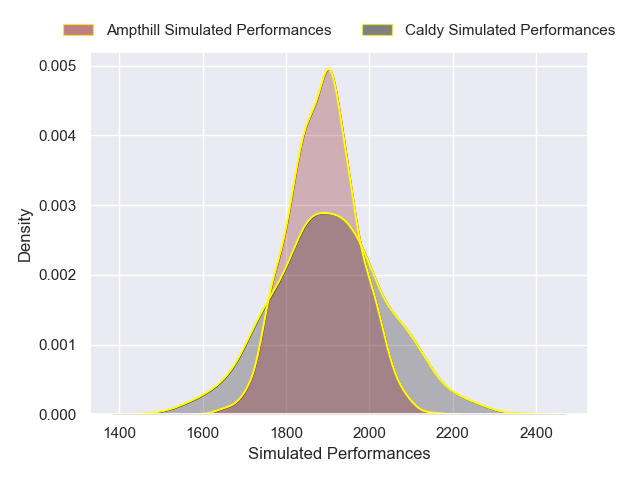 Ampthill Simulated Performances Caldy Simulated Performances
0.005
0.004
0.003
0.002
0.001
0.000
Density
1400 1600 1800 2000 2200 2400
Simulated Performances